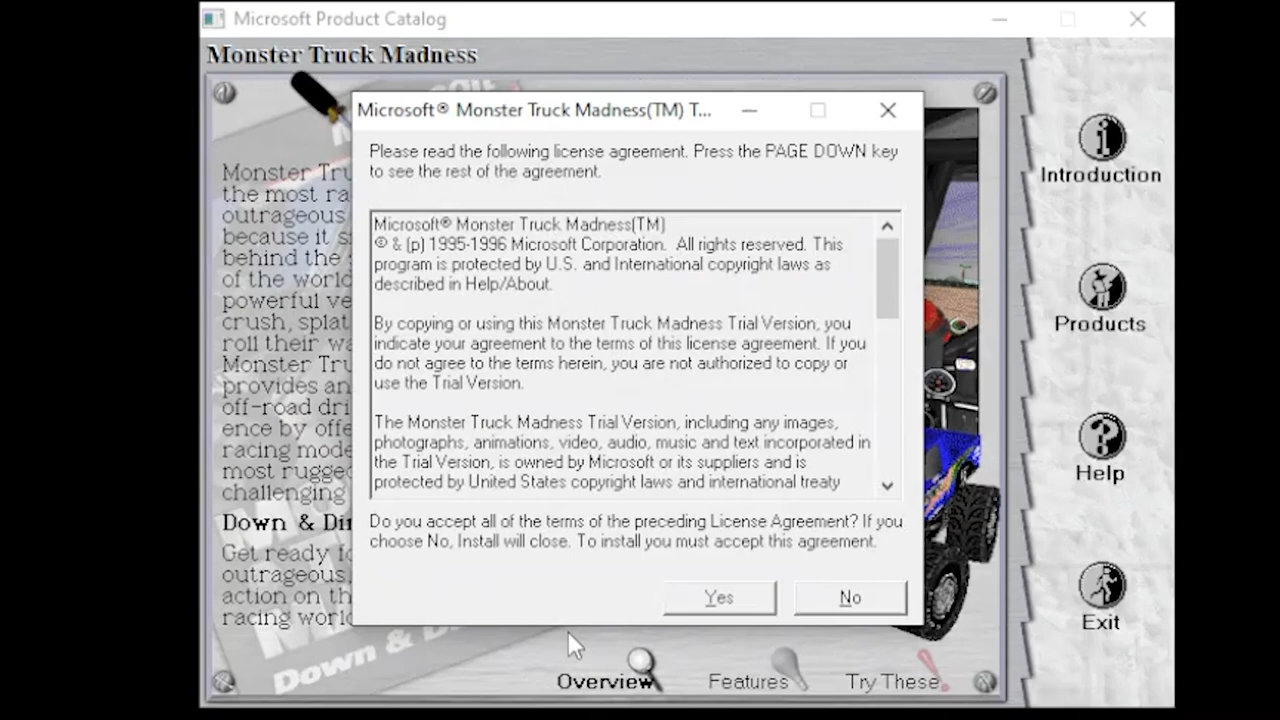 Microsoft Product Catalog
Monster Truck Madness
Microsoft® Monster Truck Madness(TM) T...
Please read the following license agreement. Press the PAGE DOWN key
to see the rest of the agreement.
Microsoft® Monster Truck Madness(TM)
© & (p) 1995-1996 Microsoft Corporation. All rights reserved. This
program is protected by U.S. and International copyright laws as
described in Help/About.
By copying or using this Monster Truck Madness Trial Version, you
indicate your agreement to the terms of this license agreement. If you
do not agree to the terms herein, you are not authorized to copy or
use the Trial Version.
The Monster Truck Madness Trial Version, including any images,
photographs, animations, video, audio, music and text incorporated in
the Trial Version, is owned by Microsoft or its suppliers and is
protected by United States copyright laws and international treaty
Do you accept all of the terms of the preceding License Agreement? If you
choose No, Install will close. To install you must accept this agreement.
Yes
No
Monster Tru
the most ra
outrageous
because it s
behind the
of the world
powerful ve
crush, splat
roll their wa
Monster Tru
provides an
off-road dri
ence by offe
racing mode
most rugge
challenging
Down & Di
Get ready fo
outrageous,
action on th
racing worl
Down & D
Overview
Features
Try These
Introduction
Products
Help
Exit